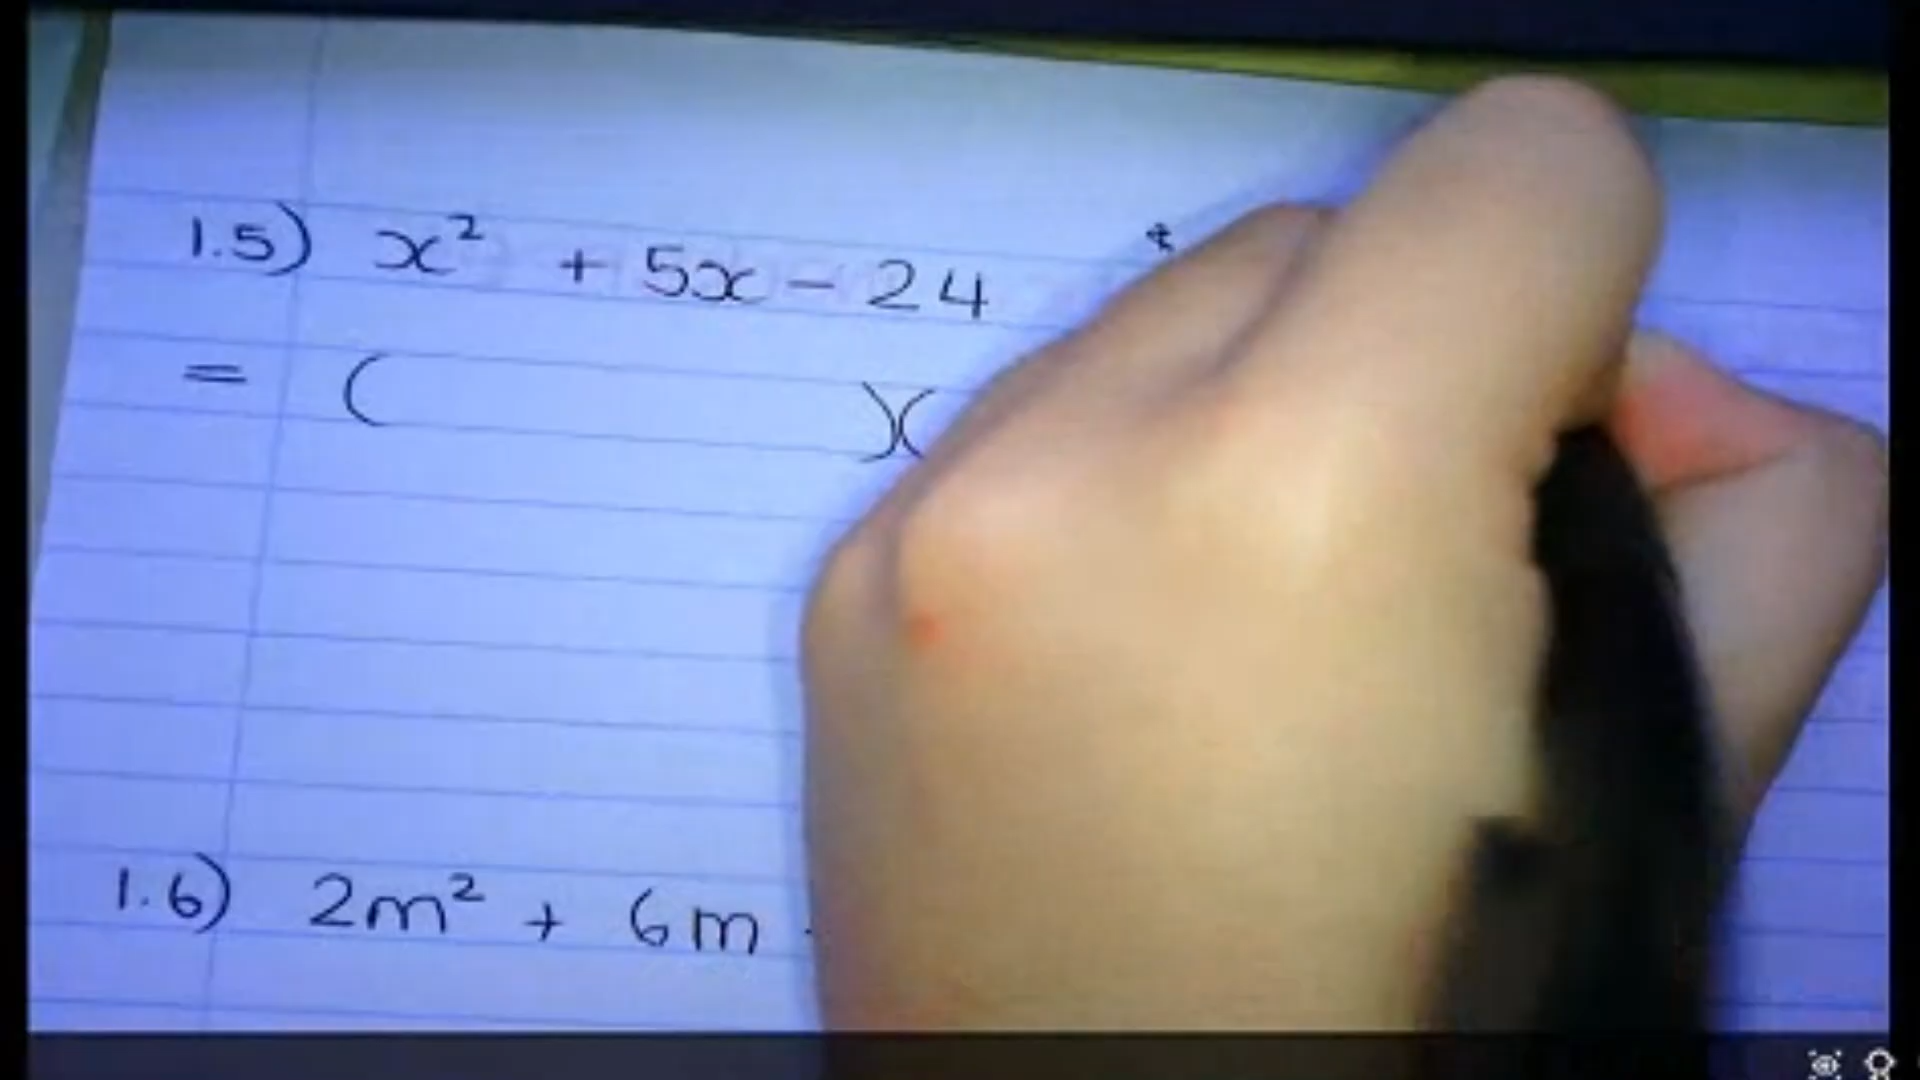 1.5) x² + 5x - 24
= ( )(
1.6) 2m² + 6m